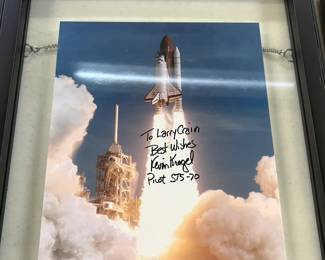 To Larry Crain
Best Wishes
Kevin Kregel
Pilot STS-70